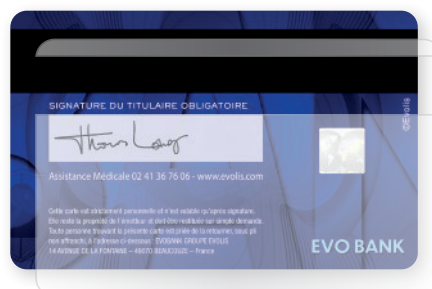 SIGNATURE DU TITULAIRE OBLIGATOIRE
©Evolis
Thomas Long
Assistance Médicale 02 41 36 76 06 - www.evolis.com
Cette carte est strictement personnelle et n'est valable qu'après signature.
Elle reste la propriété de l'émetteur et doit être restituée sur simple demande.
Toute personne trouvant la présente carte est priée de la retourner, sous pli
non affranchi, à l'adresse ci-dessous: EVOBANK GROUPE EVOLIS
14 AVENUE DE LA FONTAINE – 49070 BEAUCOUZE – France
EVO BANK